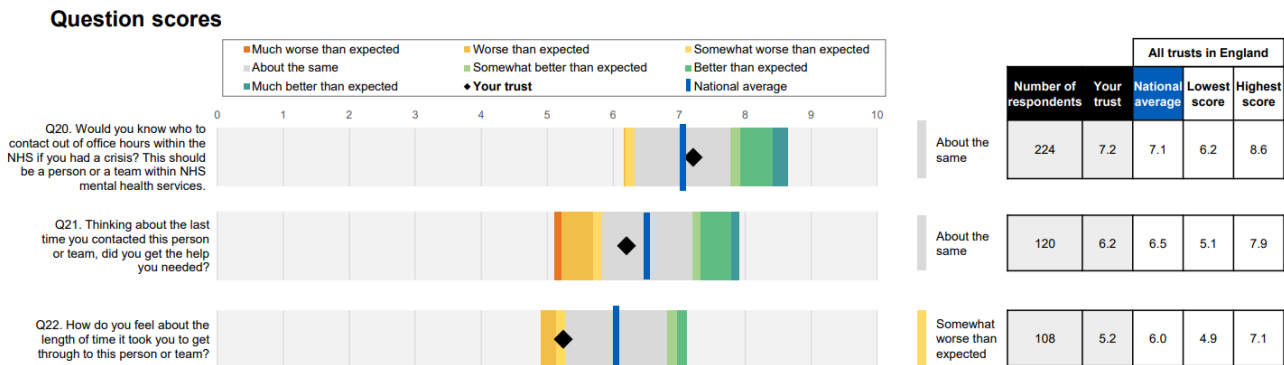 Question scores
Much worse than expected
Worse than expected
Somewhat worse than expected
About the same
Somewhat better than expected
Better than expected
Much better than expected
Your trust
National average
All trusts in England
Number of respondents
Your trust
National average
Lowest score
Highest score
0 1 2 3 4 5 6 7 8 9 10
Q20. Would you know who to
contact out of office hours within the
NHS if you had a crisis? This should
be a person or a team within NHS
mental health services.
About the
same
224 7.2 7.1 6.2 8.6
Q21. Thinking about the last
time you contacted this person
or team, did you get the help
you needed?
About the
same
120 6.2 6.5 5.1 7.9
Q22. How do you feel about the
length of time it took you to get
through to this person or team?
Somewhat
worse than
expected
108 5.2 6.0 4.9 7.1